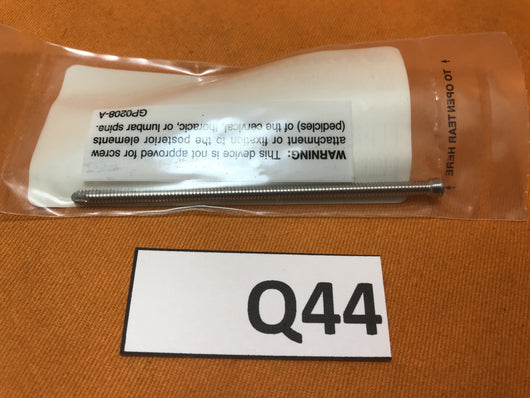 WARNING: This device is not approved for screw
attachment or fixetion to the posterior elements
(pedicles) of the cervical, thoracic, or lumbar spine.
GP0208-A
↑ TO OPEN TEAR HERE ↑
Q44